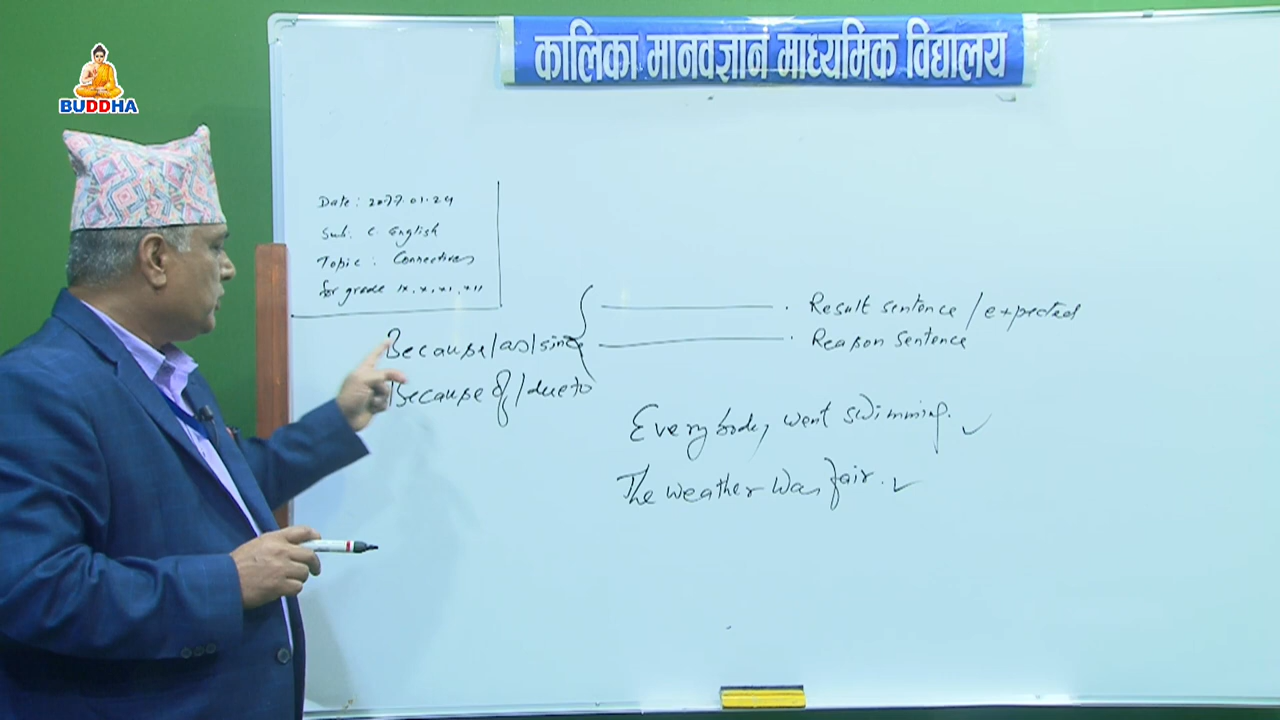 BUDDHA
कालिका मानवज्ञान माध्यमिक विद्यालय
Date: 2077.01.24
Sub: C. English
Topic: Connectives
for grade IX, X, XI, XII
Because/as/since
Because of/due to
Result sentence/expected
Reason sentence
Everybody went swimming.
The weather was fair.